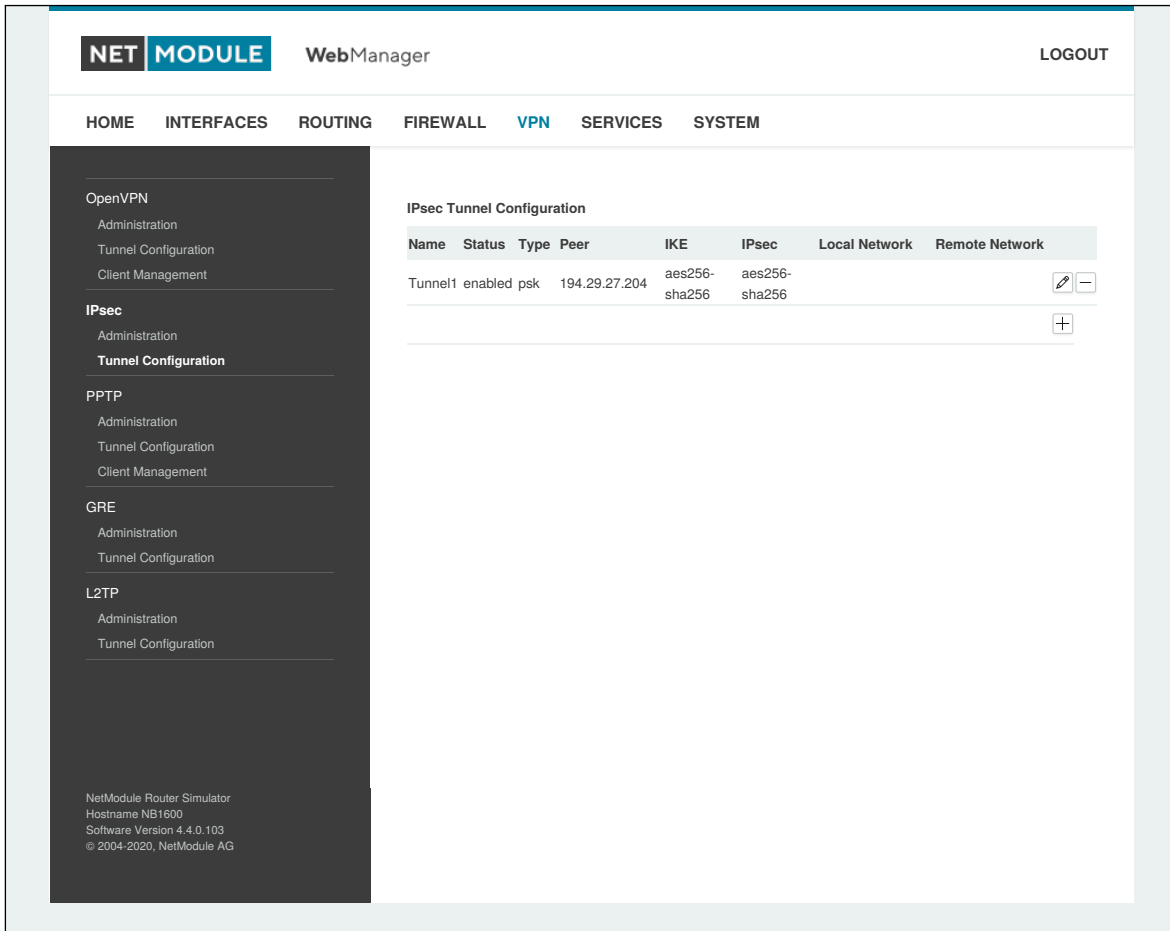 NET MODULE WebManager LOGOUT
HOME INTERFACES ROUTING FIREWALL VPN SERVICES SYSTEM
OpenVPN
Administration
Tunnel Configuration
Client Management
IPsec
Administration
Tunnel Configuration
PPTP
Administration
Tunnel Configuration
Client Management
GRE
Administration
Tunnel Configuration
L2TP
Administration
Tunnel Configuration
NetModule Router Simulator
Hostname NB1600
Software Version 4.4.0.103
© 2004-2020, NetModule AG
IPsec Tunnel Configuration
Name Status Type Peer IKE IPsec Local Network Remote Network
Tunnel1 enabled psk 194.29.27.204 aes256- aes256-
sha256 sha256